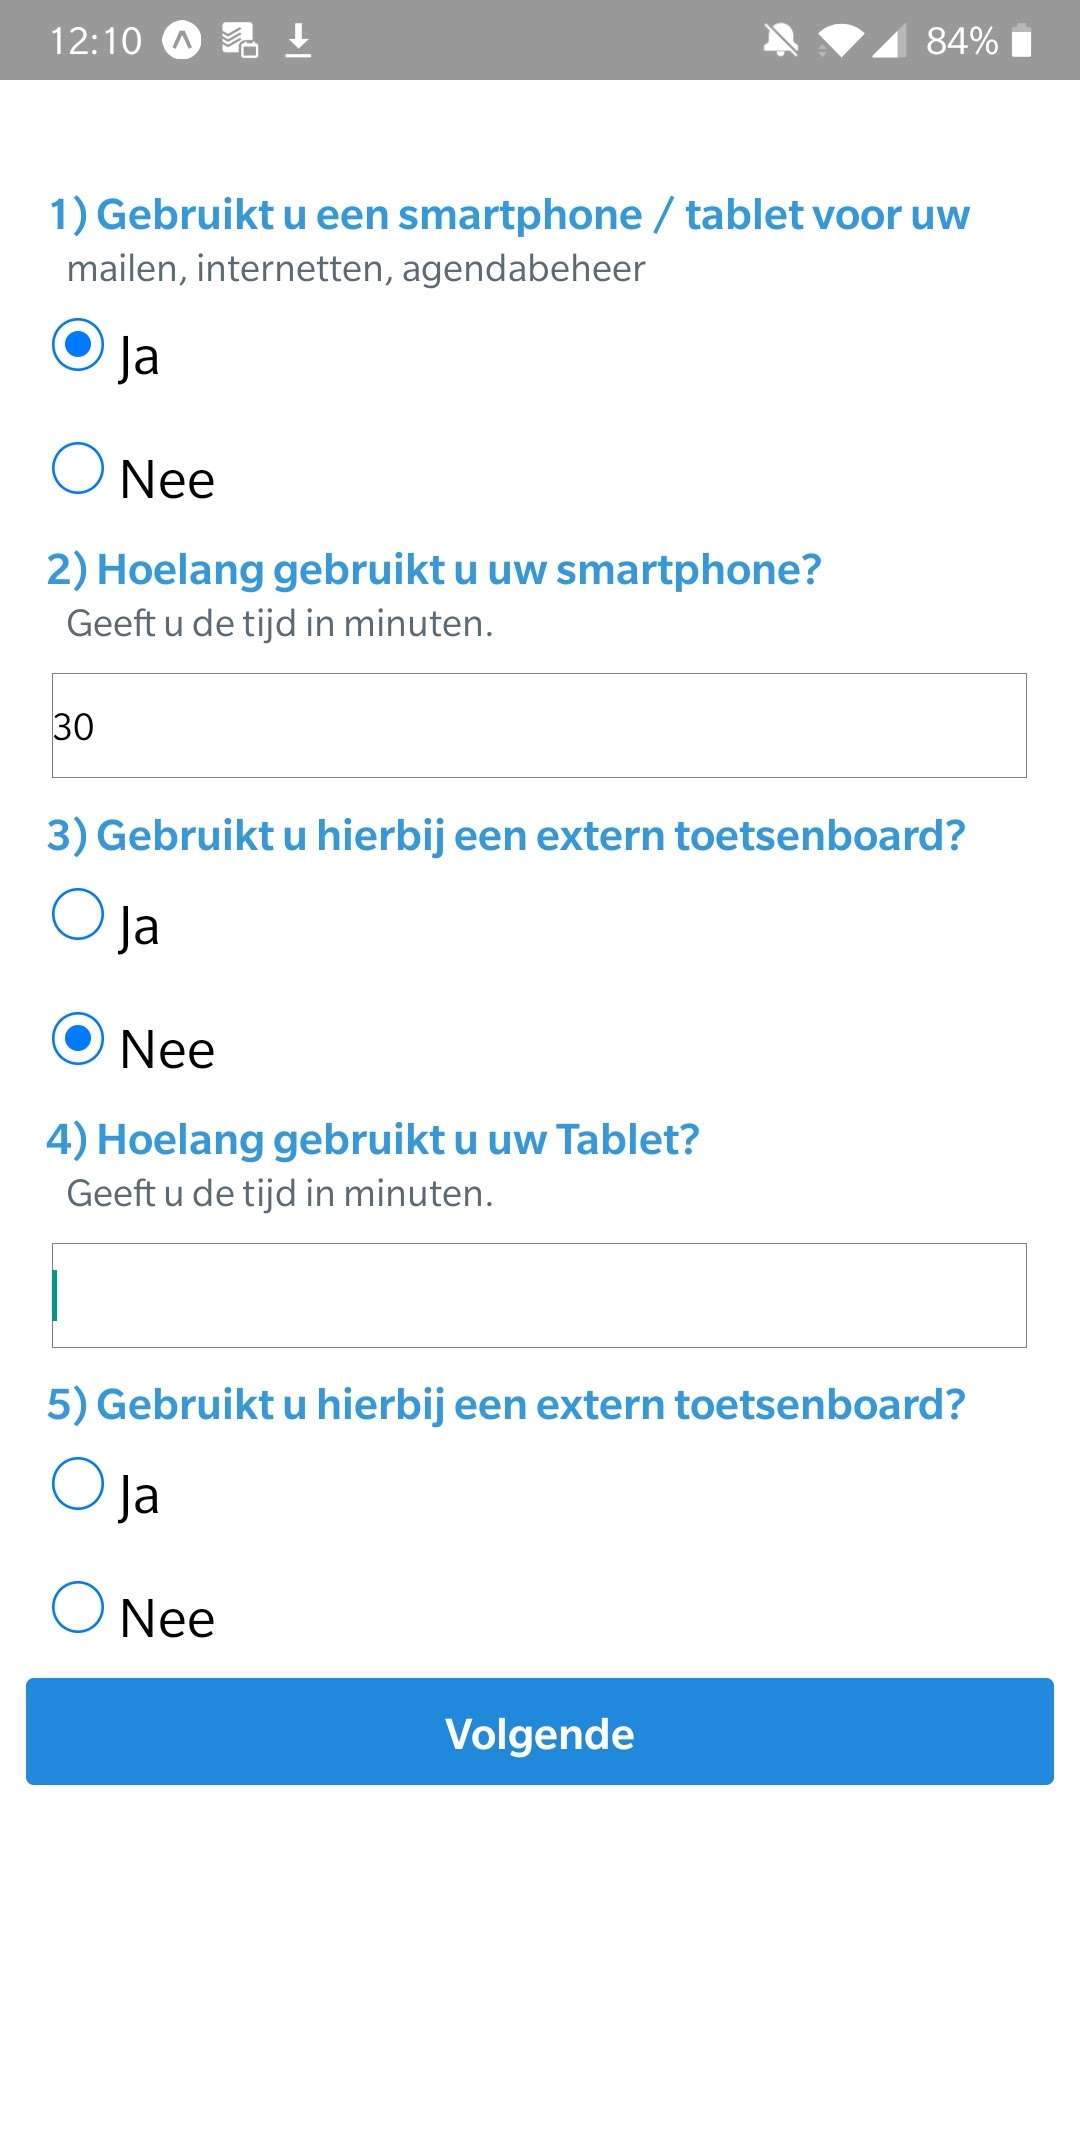 12:10
84%
1) Gebruikt u een smartphone / tablet voor uw
mailen, internetten, agendabeheer
Ja
Nee
2) Hoelang gebruikt u uw smartphone?
Geeft u de tijd in minuten.
30
3) Gebruikt u hierbij een extern toetsenboard?
Ja
Nee
4) Hoelang gebruikt u uw Tablet?
Geeft u de tijd in minuten.
5) Gebruikt u hierbij een extern toetsenboard?
Ja
Nee
Volgende